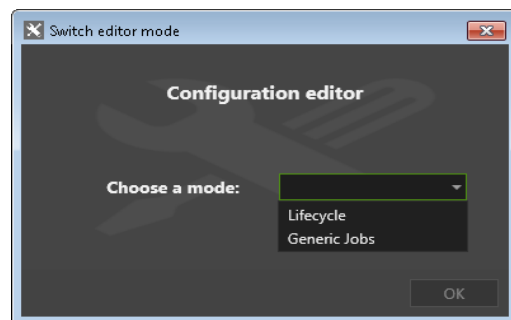 Switch editor mode
Configuration editor
Choose a mode:
Lifecycle
Generic Jobs
OK